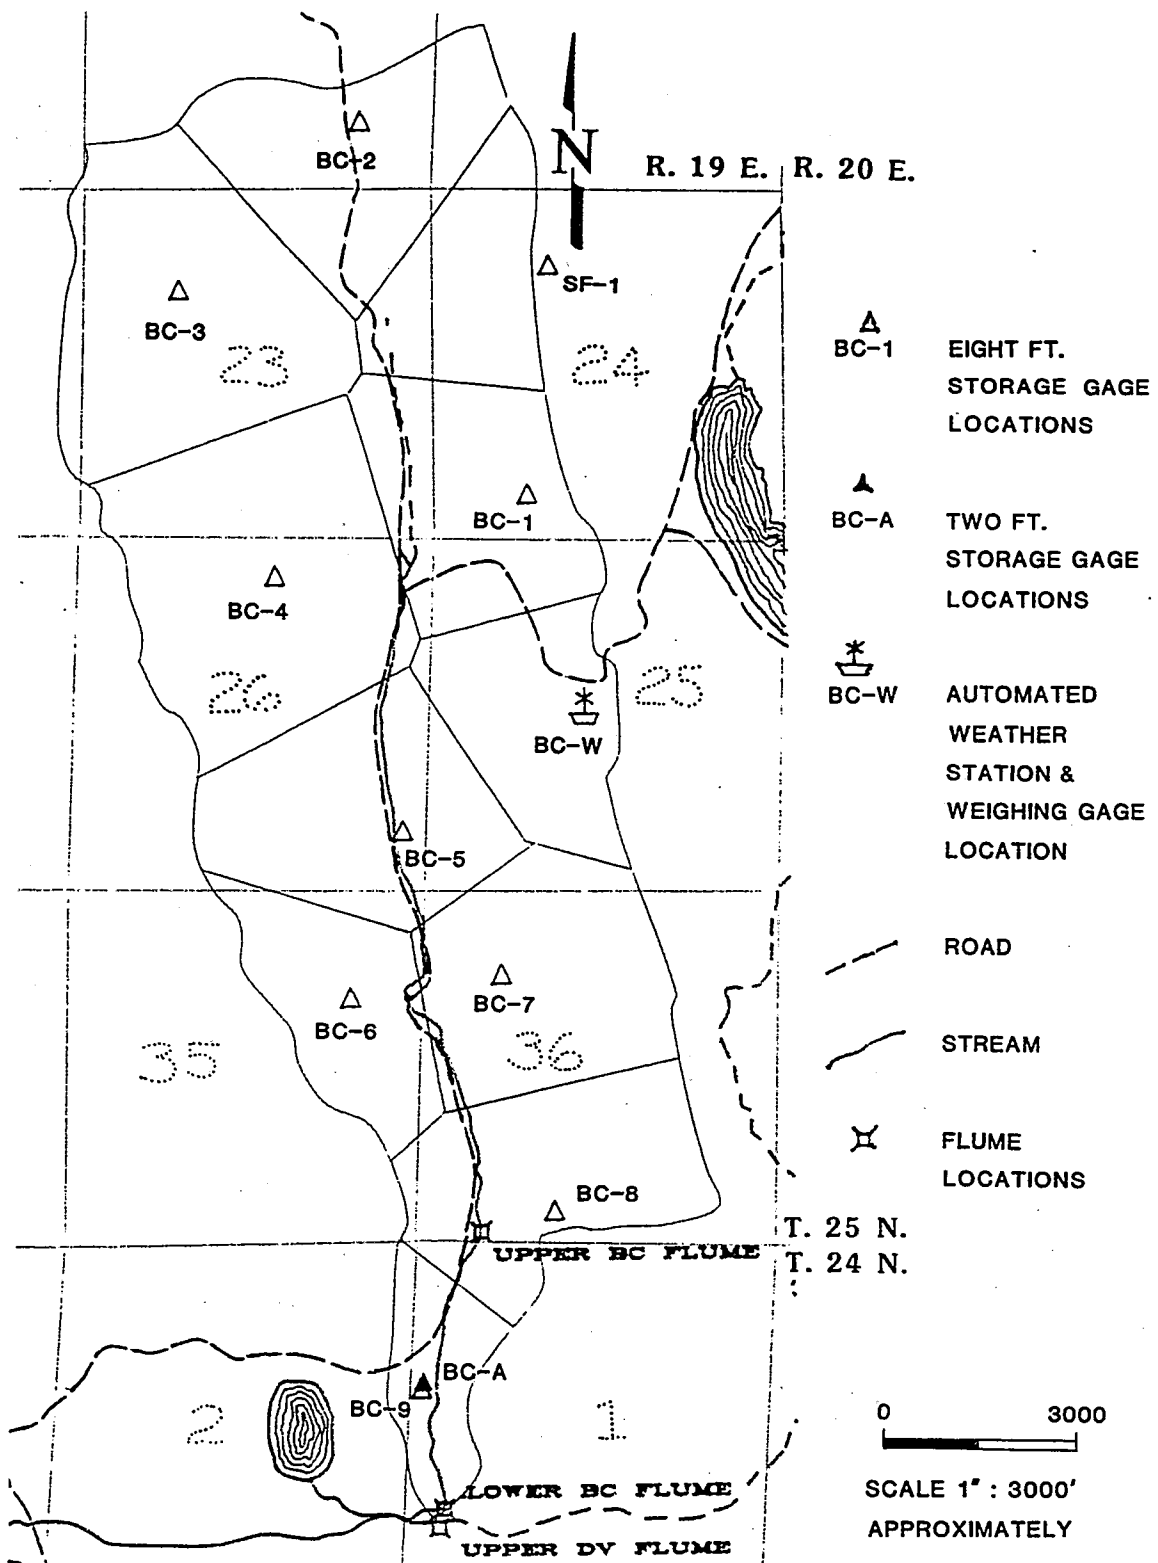 BC-2
N
R. 19 E. R. 20 E.
SF-1
BC-3
23
24
BC-1
EIGHT FT.
STORAGE GAGE
LOCATIONS
BC-1
BC-A
TWO FT.
STORAGE GAGE
LOCATIONS
BC-4
26
25
BC-W
BC-W
AUTOMATED
WEATHER
STATION &
WEIGHING GAGE
LOCATION
BC-5
ROAD
BC-7
BC-6
35
36
STREAM
FLUME
LOCATIONS
BC-8
T. 25 N.
UPPER BC FLUME
T. 24 N.
BC-A
BC-9
2
1
0 3000
LOWER BC FLUME
SCALE 1" : 3000'
APPROXIMATELY
UPPER DV FLUME